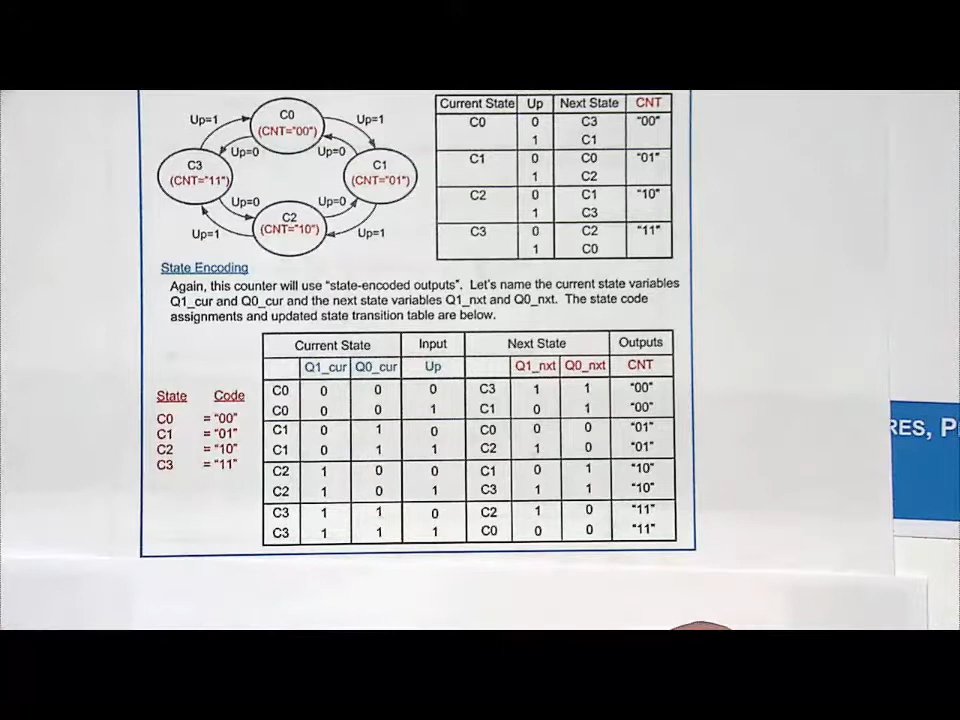 C0
(CNT="00")
Up=1
Up=1
Up=0
Up=0
C3
(CNT="11")
C1
(CNT="01")
Up=0
Up=0
C2
(CNT="10")
Up=1
Up=1
Current State Up Next State CNT
C0 0 C3 "00"
1 C1
C1 0 C0 "01"
1 C2
C2 0 C1 "10"
1 C3
C3 0 C2 "11"
1 C0
State Encoding
Again, this counter will use "state-encoded outputs". Let's name the current state variables
Q1_cur and Q0_cur and the next state variables Q1_nxt and Q0_nxt. The state code
assignments and updated state transition table are below.
State Code
C0 = "00"
C1 = "01"
C2 = "10"
C3 = "11"
Current State Input Next State Outputs
Q1_cur Q0_cur Up Q1_nxt Q0_nxt CNT
C0 0 0 0 C3 1 1 "00"
C0 0 0 1 C1 0 1 "00"
C1 0 1 0 C0 0 0 "01"
C1 0 1 1 C2 1 0 "01"
C2 1 0 0 C1 0 1 "10"
C2 1 0 1 C3 1 1 "10"
C3 1 1 0 C2 1 0 "11"
C3 1 1 1 C0 0 0 "11"
RES, P